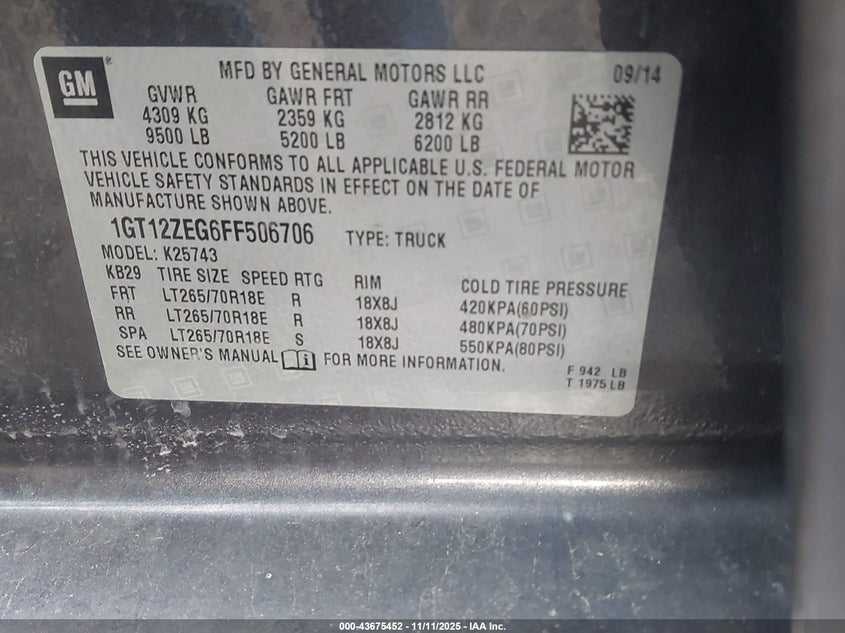 GM
MFD BY GENERAL MOTORS LLC 09/14
GVWR GAWR FRT GAWR RR
4309 KG 2359 KG 2812 KG
9500 LB 5200 LB 6200 LB
THIS VEHICLE CONFORMS TO ALL APPLICABLE U.S. FEDERAL MOTOR
VEHICLE SAFETY STANDARDS IN EFFECT ON THE DATE OF
MANUFACTURE SHOWN ABOVE.
1GT12ZEG6FF506706 TYPE: TRUCK
MODEL: K25743
KB29 TIRE SIZE SPEED RTG RIM COLD TIRE PRESSURE
FRT LT265/70R18E R 18X8J 420KPA(60PSI)
RR LT265/70R18E R 18X8J 480KPA(70PSI)
SPA LT265/70R18E S 18X8J 550KPA(80PSI)
SEE OWNER'S MANUAL FOR MORE INFORMATION.
F 942 LB
T 1975 LB
000-43675452 - 11/11/2025 - IAA Inc.